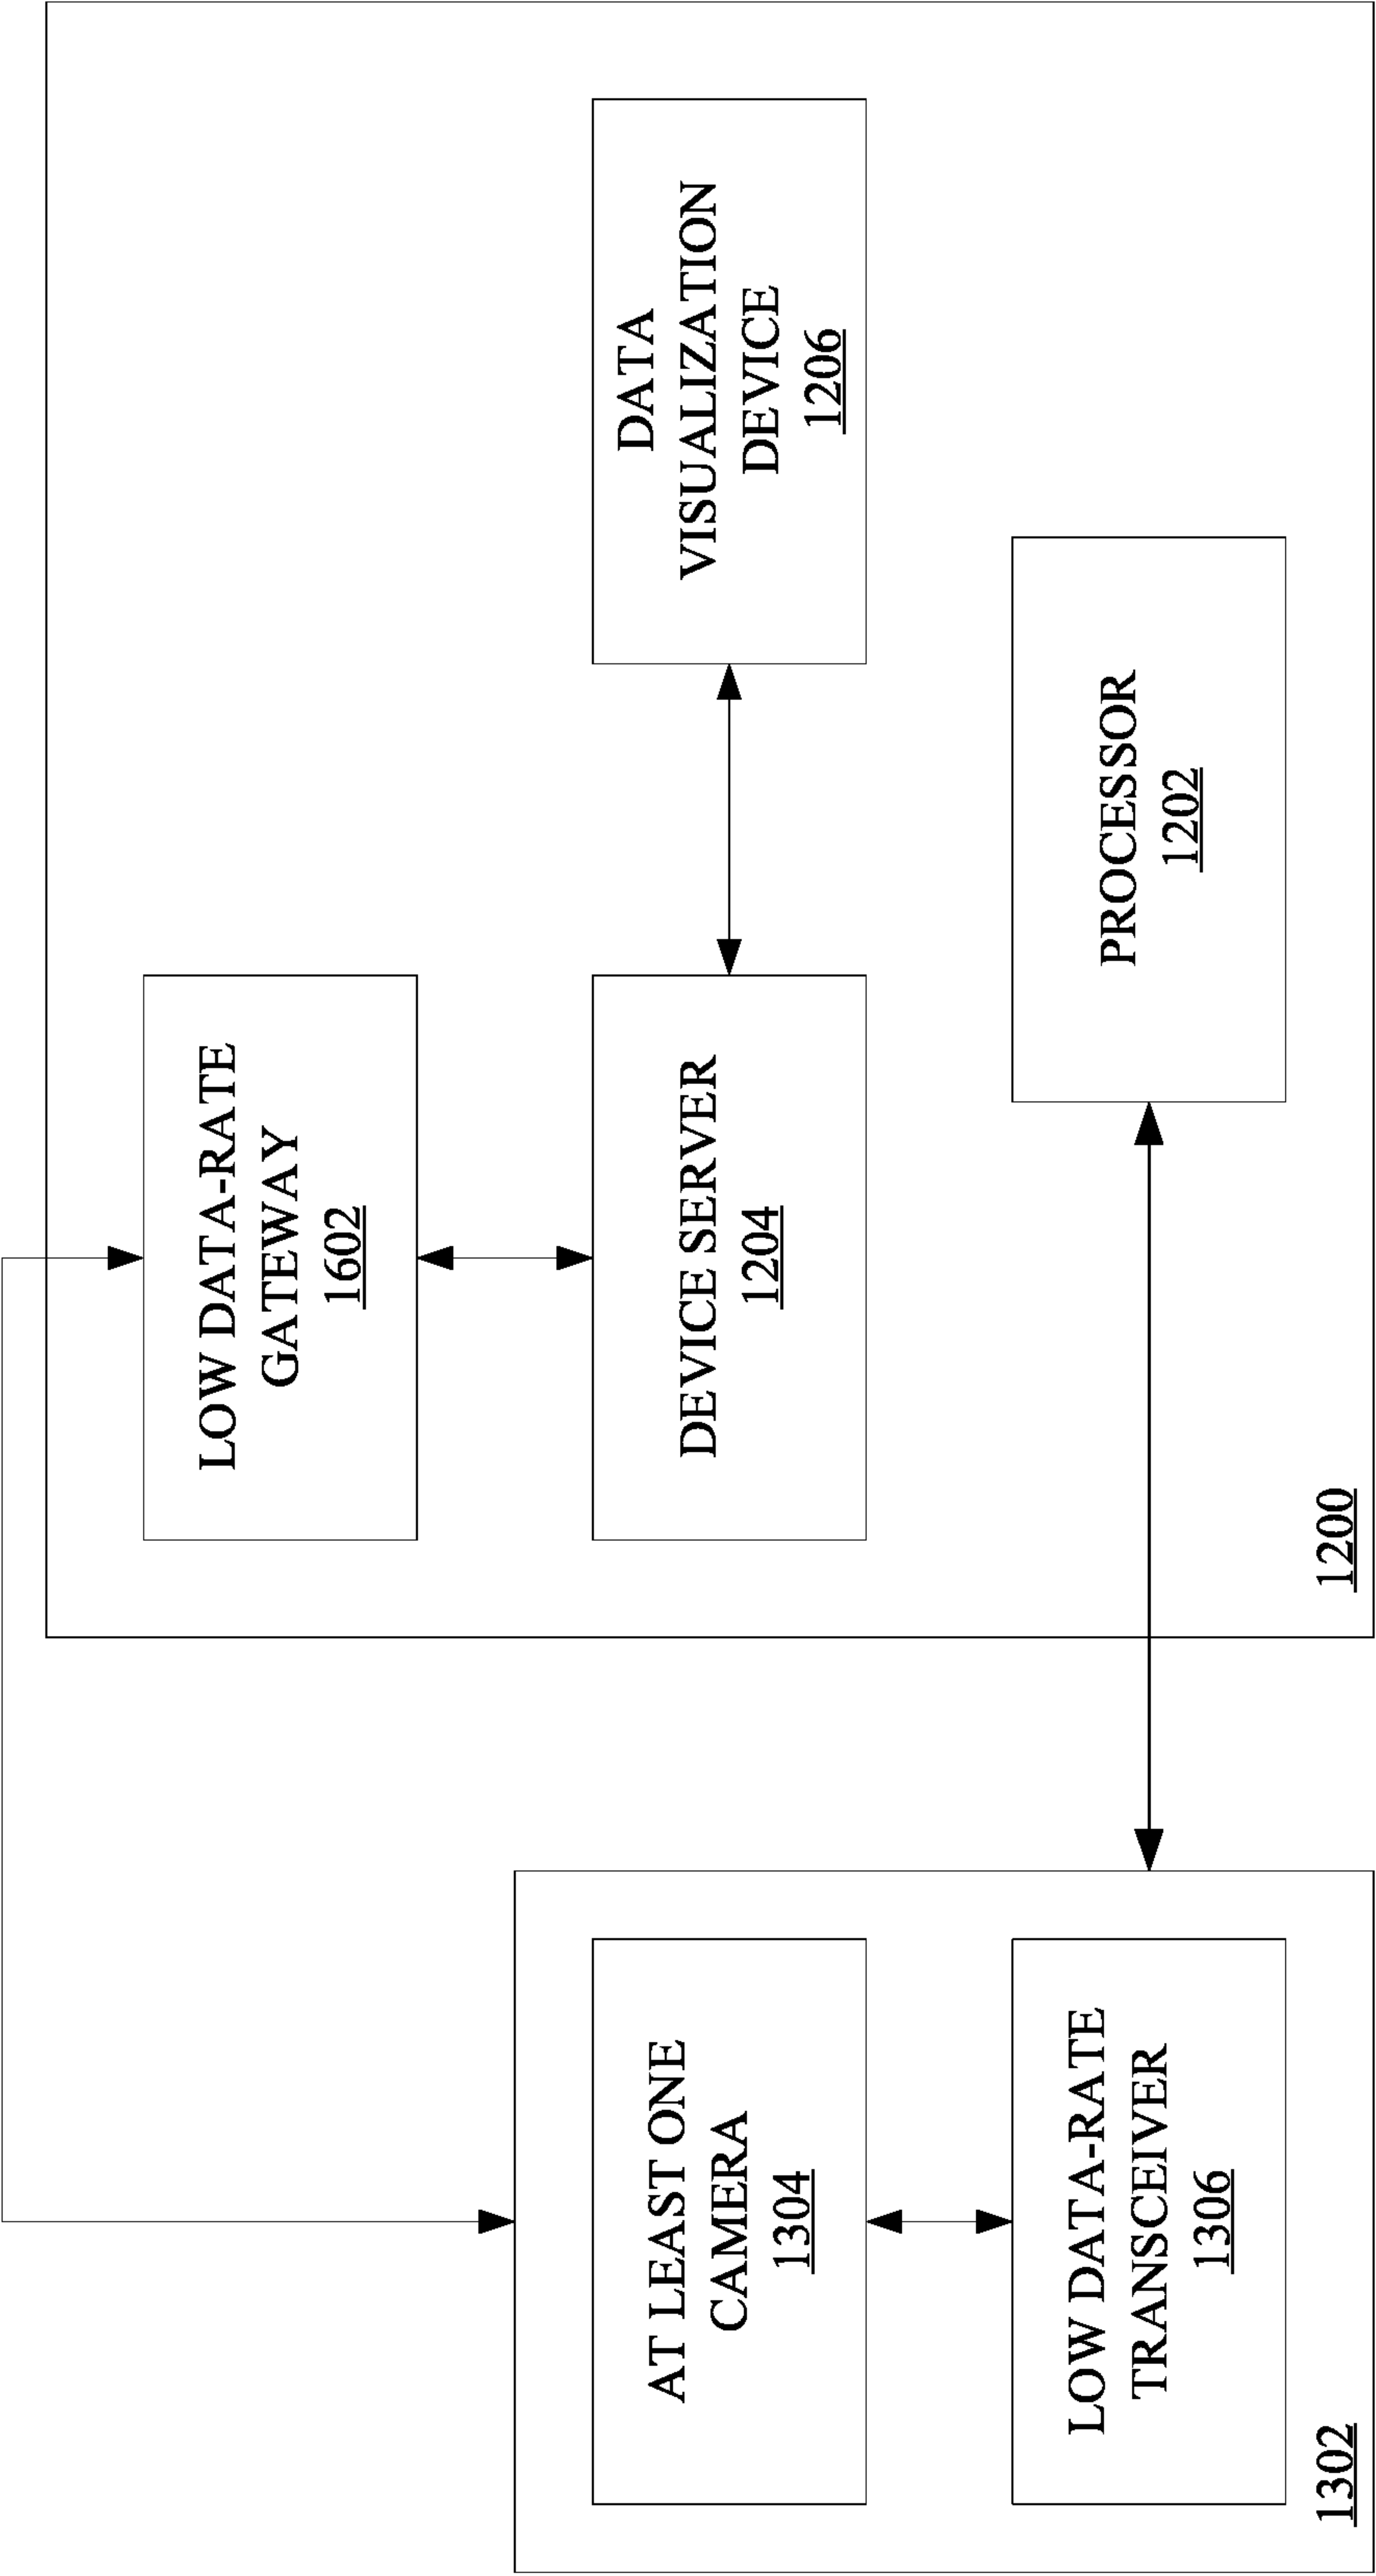 LOW DATA-RATE
GATEWAY
1602
AT LEAST ONE
CAMERA
1304
DEVICE SERVER
1204
DATA
VISUALIZATION
DEVICE
1206
LOW DATA-RATE
TRANSCEIVER
1306
PROCESSOR
1202
1302
1200